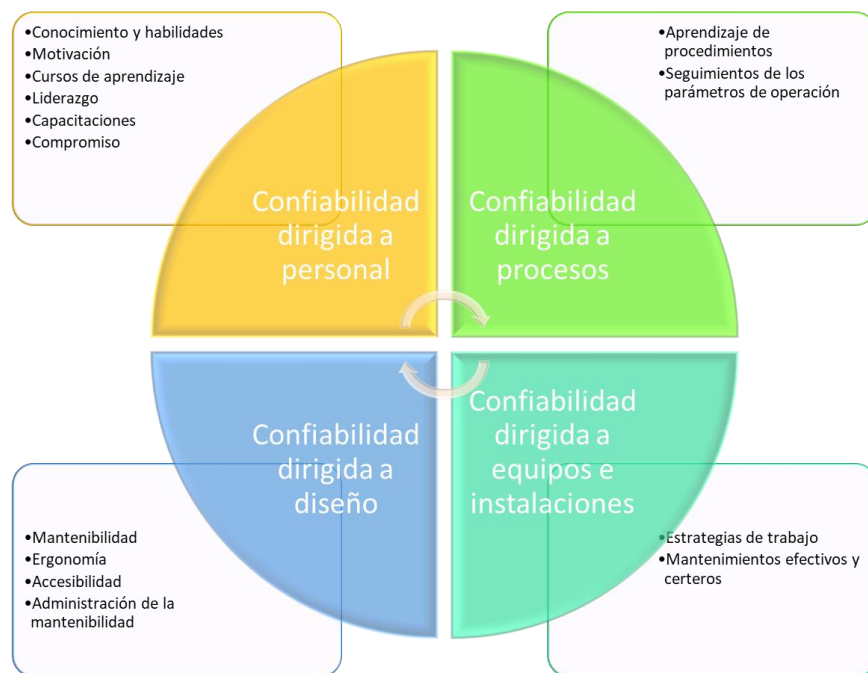 •Conocimiento y habilidades
•Motivación
•Cursos de aprendizaje
•Liderazgo
•Capacitaciones
•Compromiso
•Aprendizaje de
procedimientos
•Seguimientos de los
parámetros de operación
Confiabilidad
dirigida a
personal
Confiabilidad
dirigida a
procesos
Confiabilidad
dirigida a
diseño
Confiabilidad
dirigida a
equipos e
instalaciones
•Mantenibilidad
•Ergonomía
•Accesibilidad
•Administración de la
mantenibilidad
•Estrategias de trabajo
•Mantenimientos efectivos y
certeros